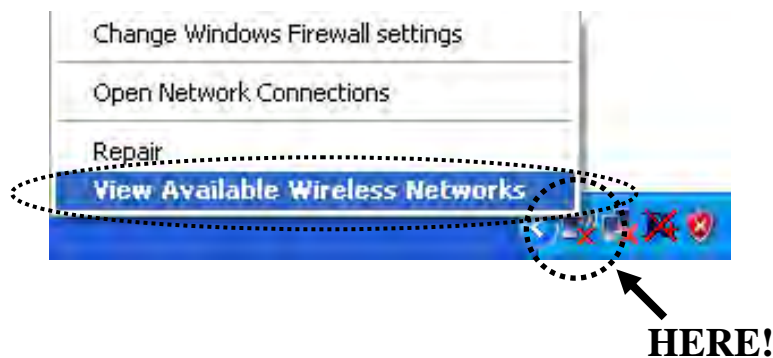 Change Windows Firewall settings
Open Network Connections
Repair
View Available Wireless Networks
HERE!